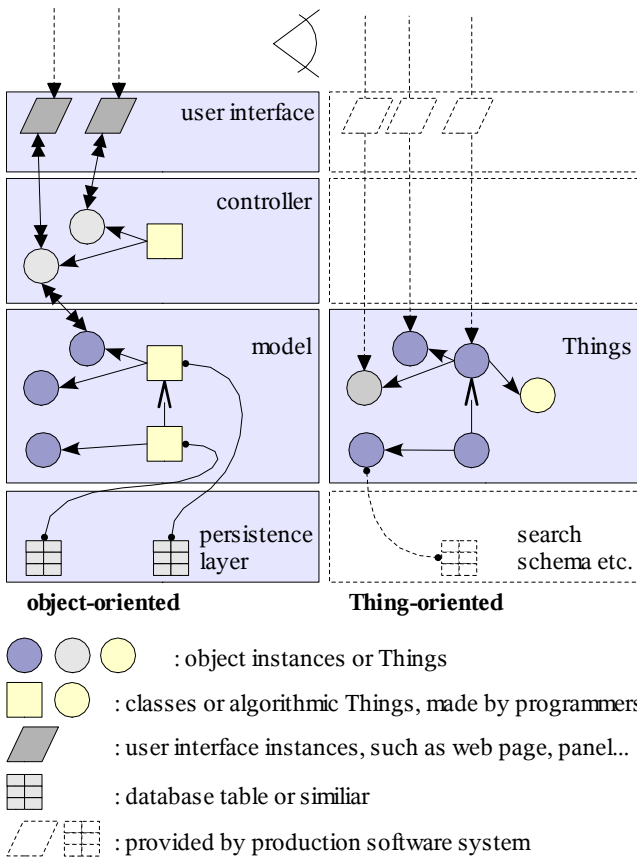 user interface
controller
model
Things
persistence
layer
search
schema etc.
object-oriented
Thing-oriented
: object instances or Things
: classes or algorithmic Things, made by programmers
: user interface instances, such as web page, panel...
: database table or similiar
: provided by production software system